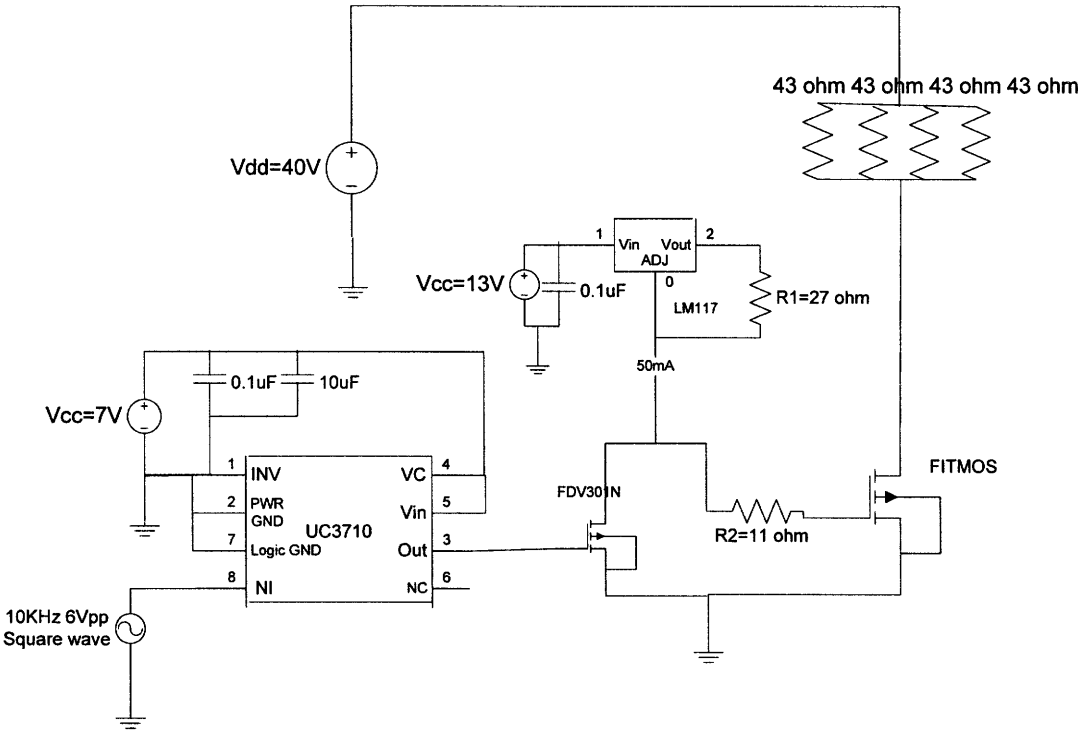 43 ohm 43 ohm 43 ohm 43 ohm
Vdd=40V
+
−
1
Vin
Vout
2
ADJ
0
Vcc=13V
+
−
0.1uF
LM117
R1=27 ohm
50mA
0.1uF
10uF
Vcc=7V
+
−
1
INV
VC
4
2
PWR
GND
Vin
5
UC3710
7
Logic GND
Out
3
8
NI
NC
6
FDV301N
FITMOS
R2=11 ohm
10KHz 6Vpp
Square wave